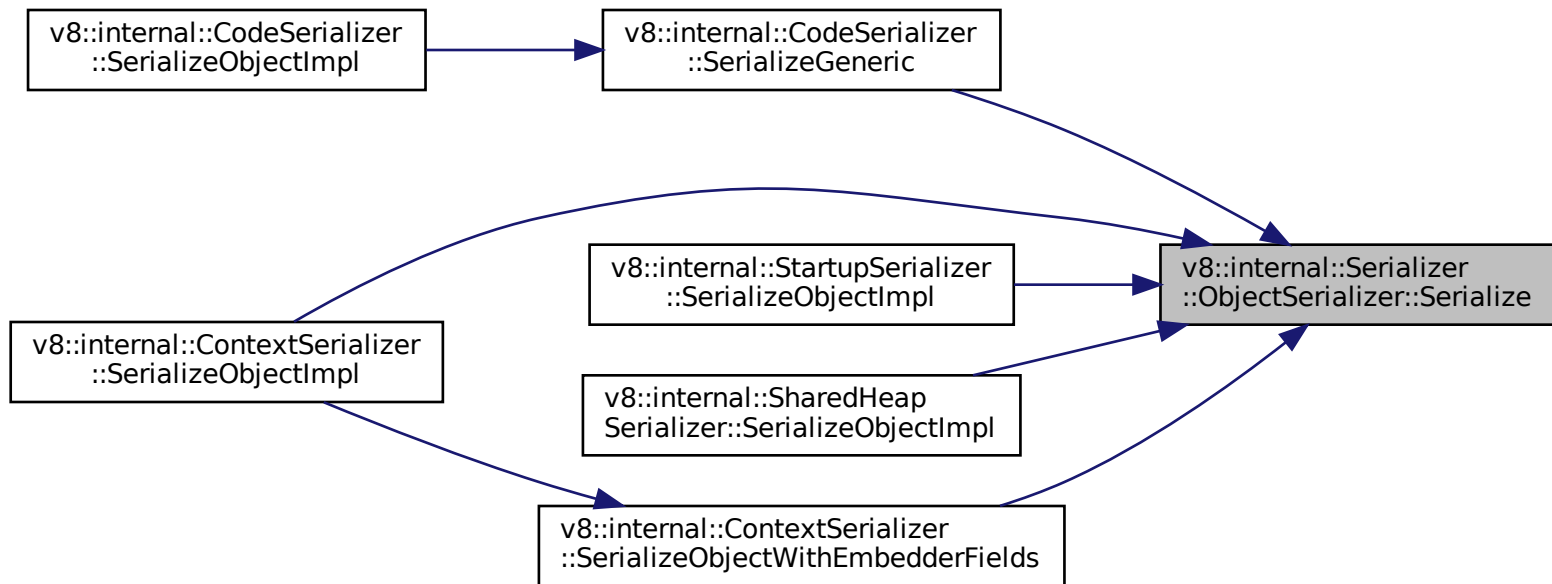 v8::internal::CodeSerializer
::SerializeObjectImpl
v8::internal::CodeSerializer
::SerializeGeneric
v8::internal::StartupSerializer
::SerializeObjectImpl
v8::internal::Serializer
::ObjectSerializer::Serialize
v8::internal::ContextSerializer
::SerializeObjectImpl
v8::internal::SharedHeap
Serializer::SerializeObjectImpl
v8::internal::ContextSerializer
::SerializeObjectWithEmbedderFields